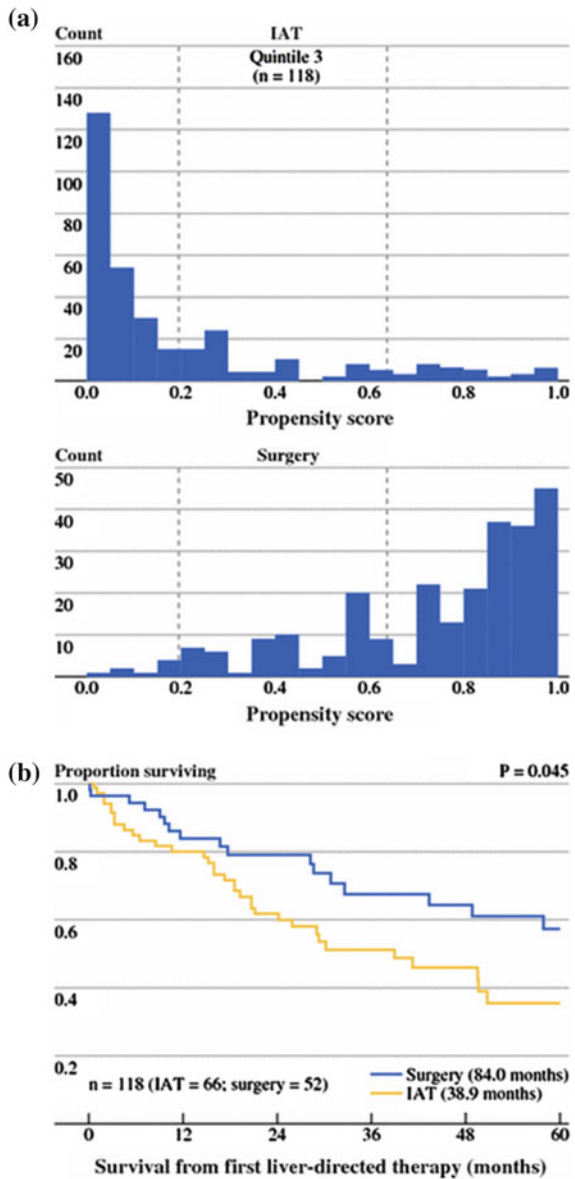 (a)
Count IAT
160 Quintile 3
(n = 118)
140
120
100
80
60
40
20
0.0 0.2 0.4 0.6 0.8 1.0
Propensity score
Count Surgery
50
40
30
20
10
0.0 0.2 0.4 0.6 0.8 1.0
Propensity score
(b) Proportion surviving P = 0.045
1.0
0.8
0.6
0.4
0.2
Surgery (84.0 months)
n = 118 (IAT = 66; surgery = 52) IAT (38.9 months)
0 12 24 36 48 60
Survival from first liver-directed therapy (months)